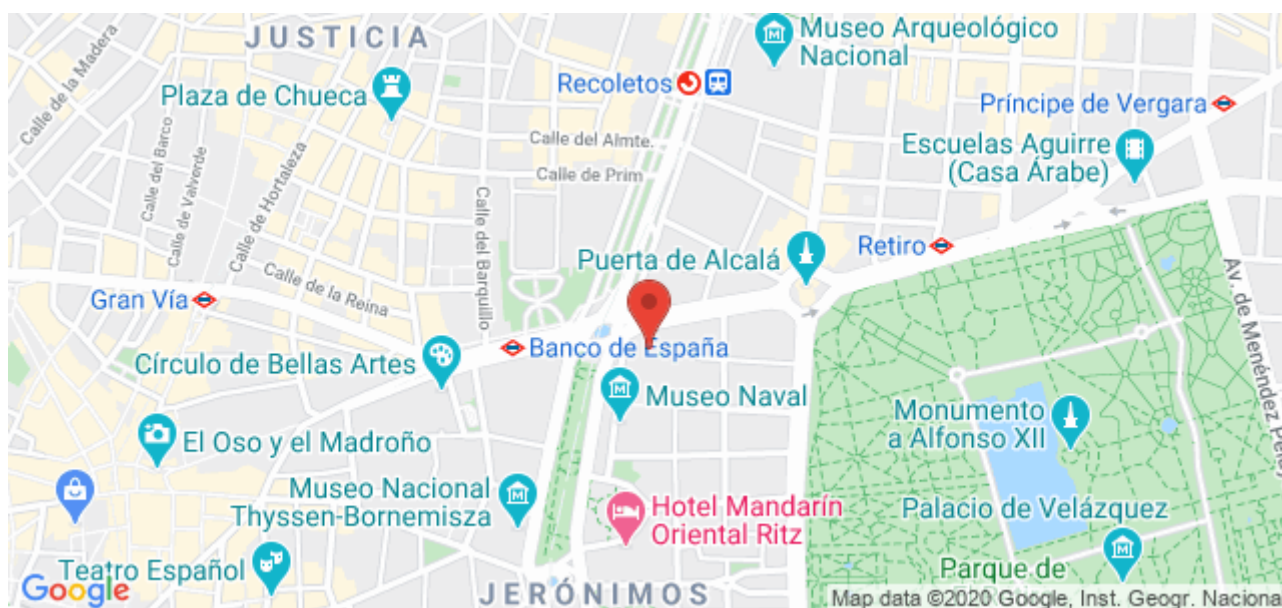 JUSTICIA
Museo Arqueológico
Nacional
Calle de la Madera
Plaza de Chueca
Recoletos
Príncipe de Vergara
Calle del Barco
Calle de Valverde
Calle de Hortaleza
Calle del Almte.
Calle de Prim
Escuelas Aguirre
(Casa Árabe)
Calle del Barquillo
Puerta de Alcalá
Retiro
Calle de la Reina
Gran Vía
Av. de Menéndez Pelay
Círculo de Bellas Artes
Banco de España
Museo Naval
Monumento
a Alfonso XII
El Oso y el Madroño
Museo Nacional
Thyssen-Bornemisza
Hotel Mandarín
Oriental Ritz
Palacio de Velázquez
Teatro Español
Parque de
Google
JERÓNIMOS
Map data ©2020 Google, Inst. Geogr. Naciona